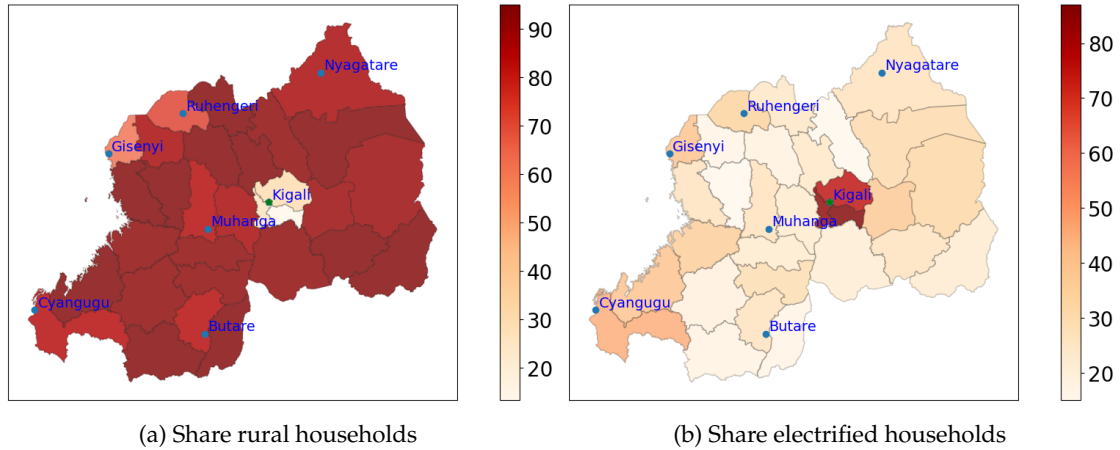 Nyagatare
Ruhengeri
Gisenyi
Kigali
Muhanga
Cyangugu
Butare
90
80
70
60
50
40
30
20
(a) Share rural households
Nyagatare
Ruhengeri
Gisenyi
Kigali
Muhanga
Cyangugu
Butare
80
70
60
50
40
30
20
(b) Share electrified households